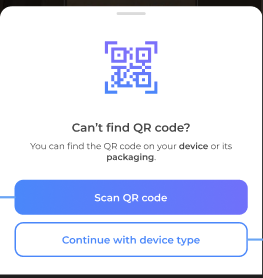 Can't find QR code?
You can find the QR code on your device or its
packaging.
Scan QR code
Continue with device type